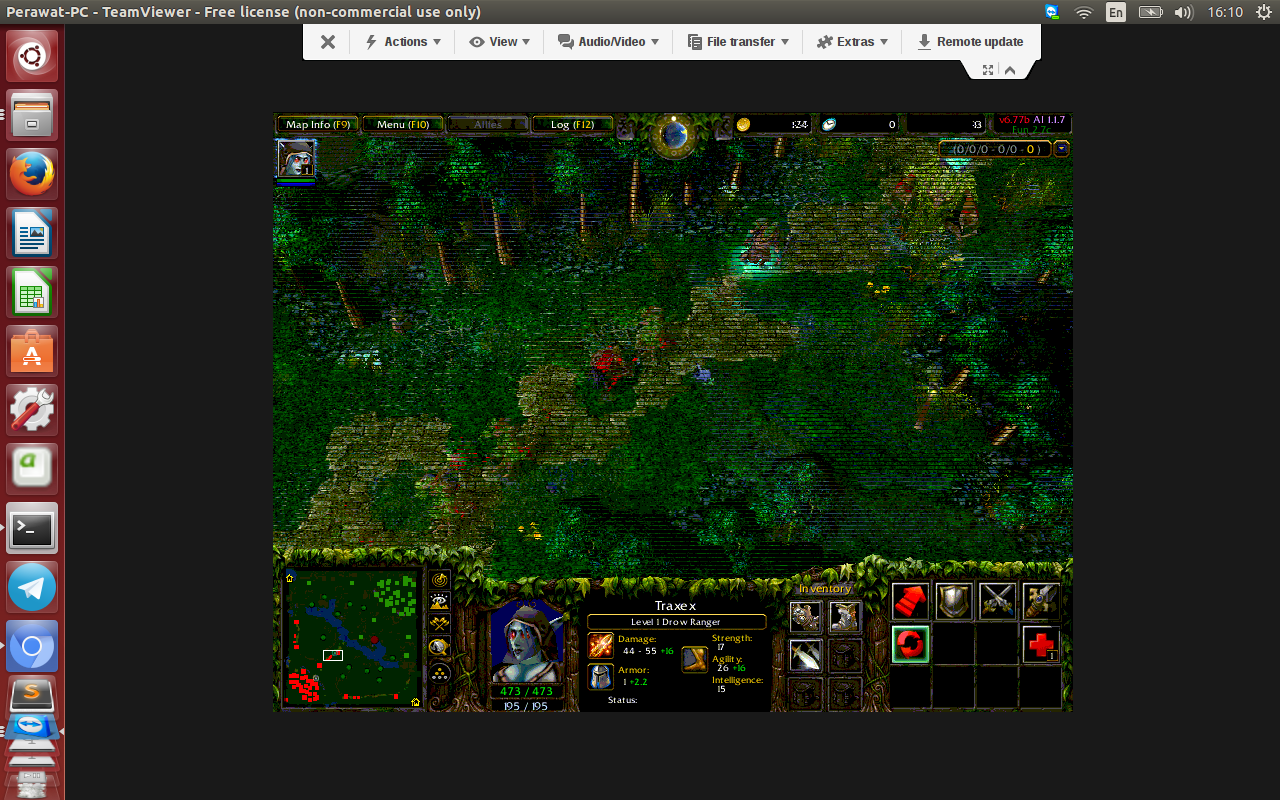 Perawat-PC - TeamViewer - Free license (non-commercial use only)
En
16:10
Actions
View
Audio/Video
File transfer
Extras
Remote update
Map Info (F9)
Menu (F10)
Allies
Log (F12)
0
v6.77b AI 1.1.7
Fun 2.7c
(0/0/0 - 0/0 - 0 )
1
Traxex
Level 1 Drow Ranger
Damage:
44 - 55 +16
Armor:
1 +2.2
Strength:
17
Agility:
26 +16
Intelligence:
15
Status:
473 / 473
195 / 195
Inventory
1